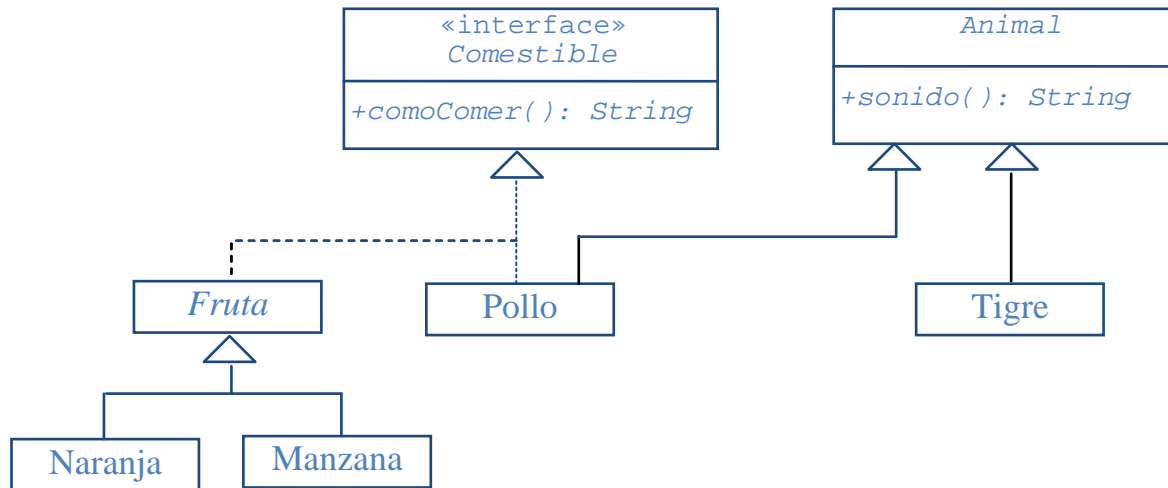 «interface»
Comestible
+comoComer(): String
Animal
+sonido(): String
Fruta
Pollo
Tigre
Naranja
Manzana